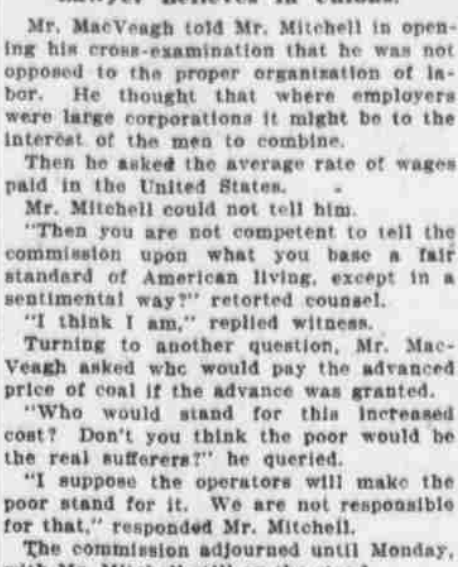 Mr. MacVeagh told Mr. Mitchell in open-
ing his cross-examination that he was not
opposed to the proper organization of la-
bor. He thought that where employers
were large corporations it might be to the
interest of the men to combine.
Then he asked the average rate of wages
paid in the United States.
Mr. Mitchell could not tell him.
"Then you are not competent to tell the
commission upon what you base a fair
standard of American living, except in a
sentimental way?" retorted counsel.
"I think I am," replied witness.
Turning to another question, Mr. Mac-
Veagh asked who would pay the advanced
price of coal if the advance was granted.
"Who would stand for this increased
cost? Don't you think the poor would be
the real sufferers?" he queried.
"I suppose the operators will make the
poor stand for it. We are not responsible
for that," responded Mr. Mitchell.
The commission adjourned until Monday,